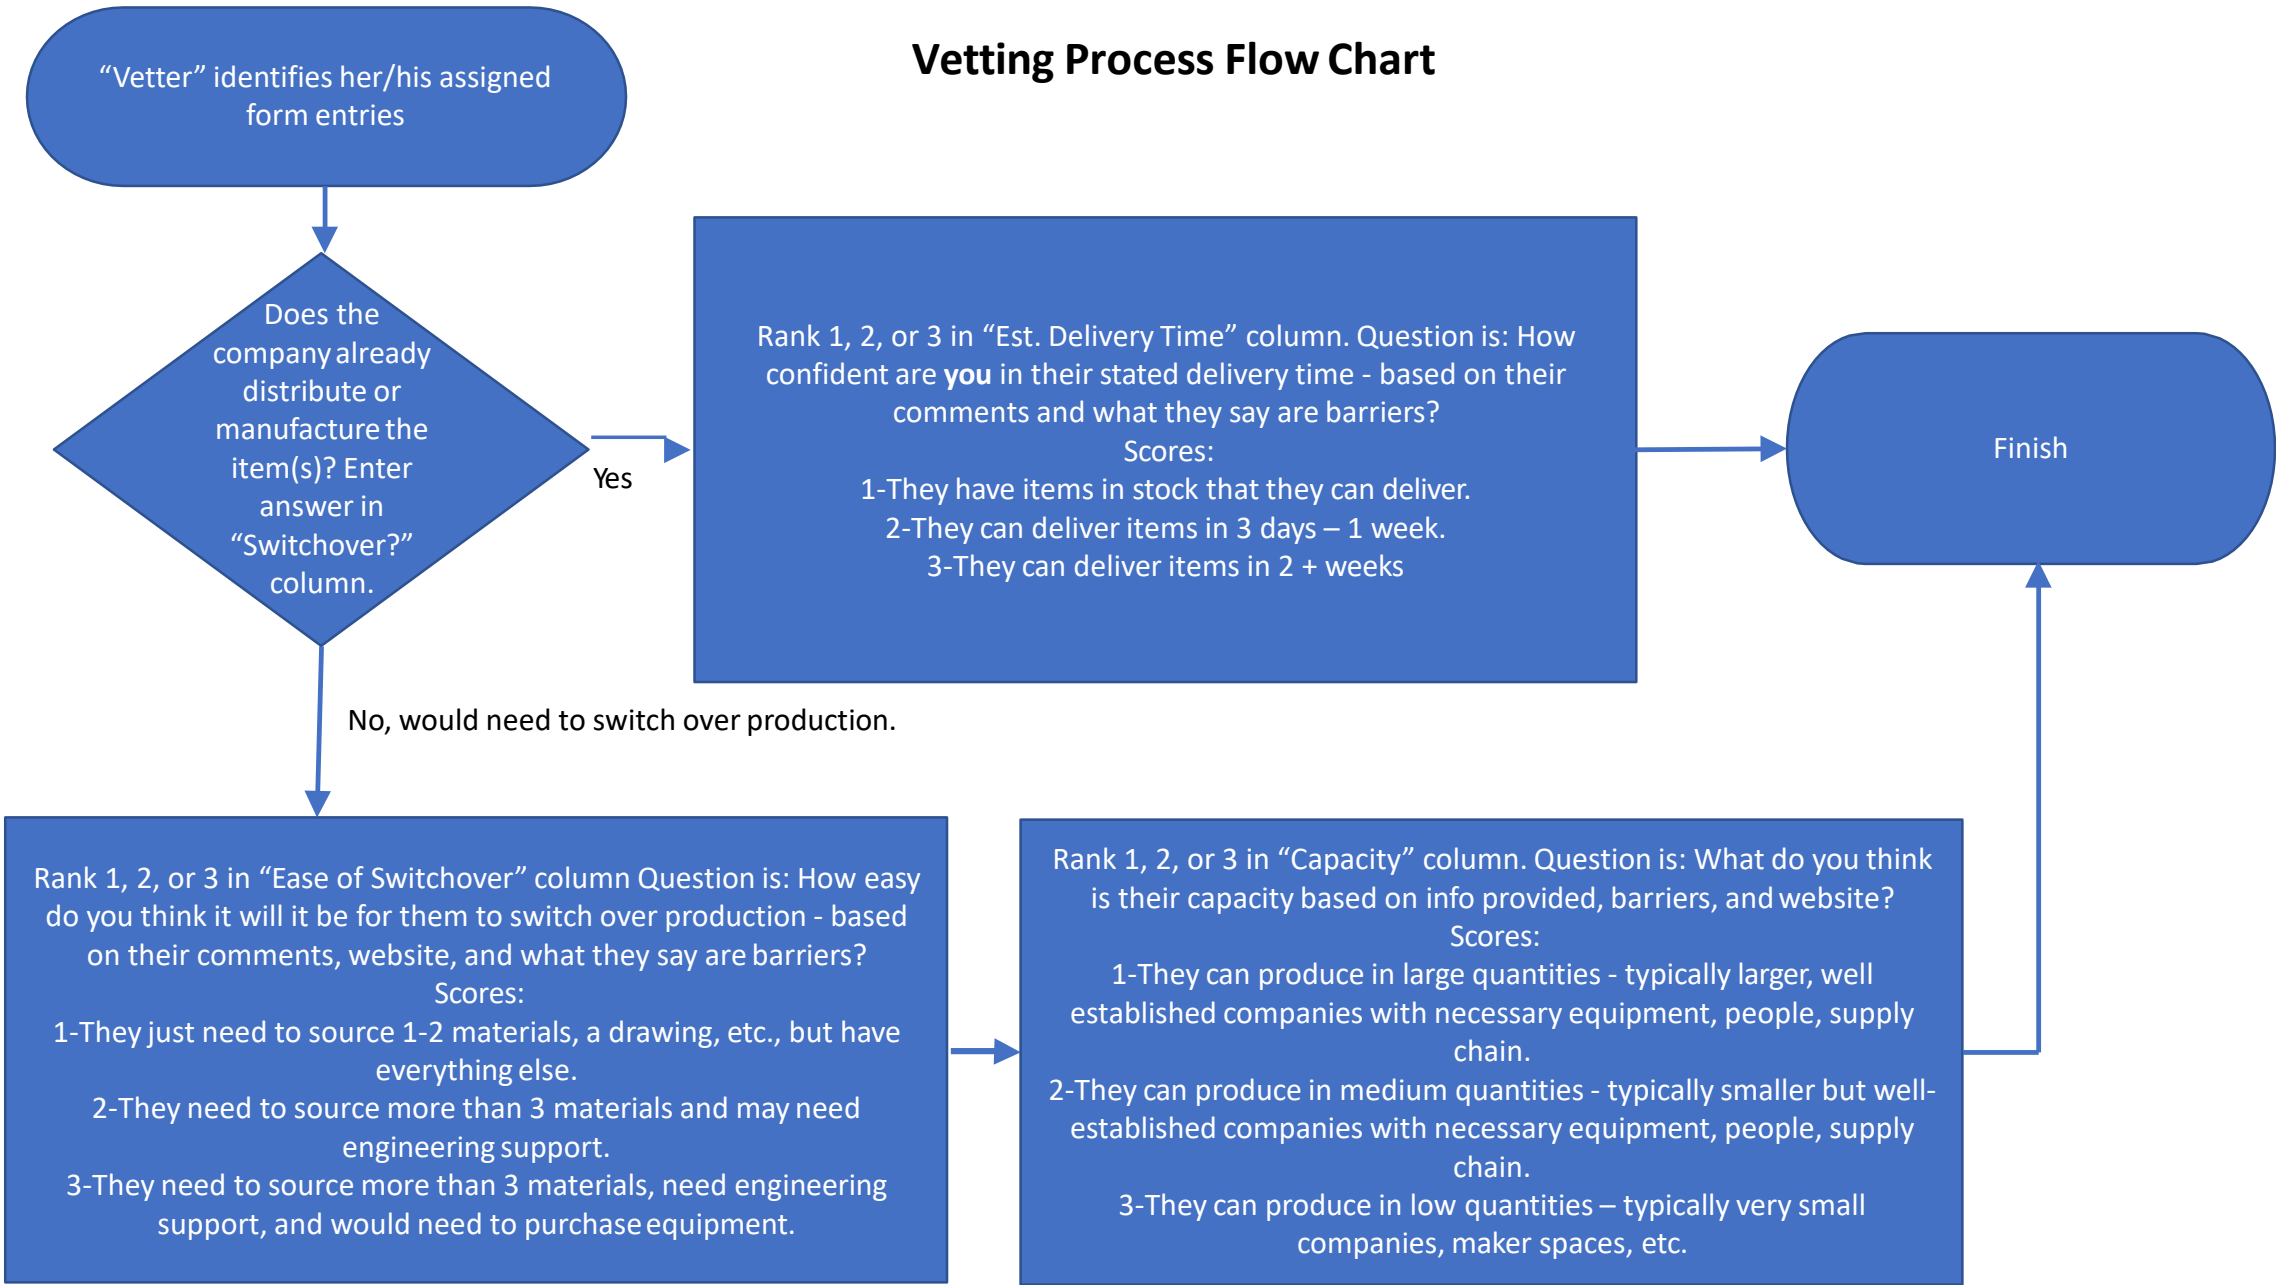 Vetting Process Flow Chart
“Vetter” identifies her/his assigned
form entries
Does the
company already
distribute or
manufacture the
item(s)? Enter
answer in
“Switchover?”
column.
Yes
Rank 1, 2, or 3 in “Est. Delivery Time” column. Question is: How
confident are you in their stated delivery time - based on their
comments and what they say are barriers?
Scores:
1-They have items in stock that they can deliver.
2-They can deliver items in 3 days – 1 week.
3-They can deliver items in 2 + weeks
Finish
No, would need to switch over production.
Rank 1, 2, or 3 in “Ease of Switchover” column Question is: How easy
do you think it will it be for them to switch over production - based
on their comments, website, and what they say are barriers?
Scores:
1-They just need to source 1-2 materials, a drawing, etc., but have
everything else.
2-They need to source more than 3 materials and may need
engineering support.
3-They need to source more than 3 materials, need engineering
support, and would need to purchase equipment.
Rank 1, 2, or 3 in “Capacity” column. Question is: What do you think
is their capacity based on info provided, barriers, and website?
Scores:
1-They can produce in large quantities - typically larger, well
established companies with necessary equipment, people, supply
chain.
2-They can produce in medium quantities - typically smaller but well-
established companies with necessary equipment, people, supply
chain.
3-They can produce in low quantities – typically very small
companies, maker spaces, etc.